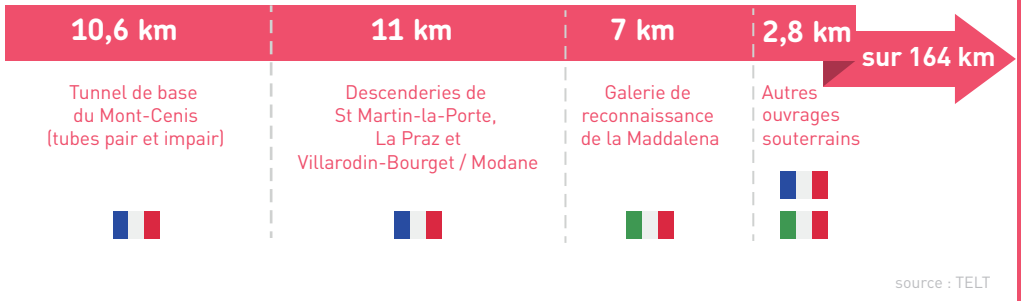 10,6 km
11 km
7 km
2,8 km
sur 164 km
Tunnel de base
du Mont-Cenis
(tubes pair et impair)
Descenderies de
St Martin-la-Porte,
La Praz et
Villarodin-Bourget / Modane
Galerie de
reconnaissance
de la Maddalena
Autres
ouvrages
souterrains
source : TELT